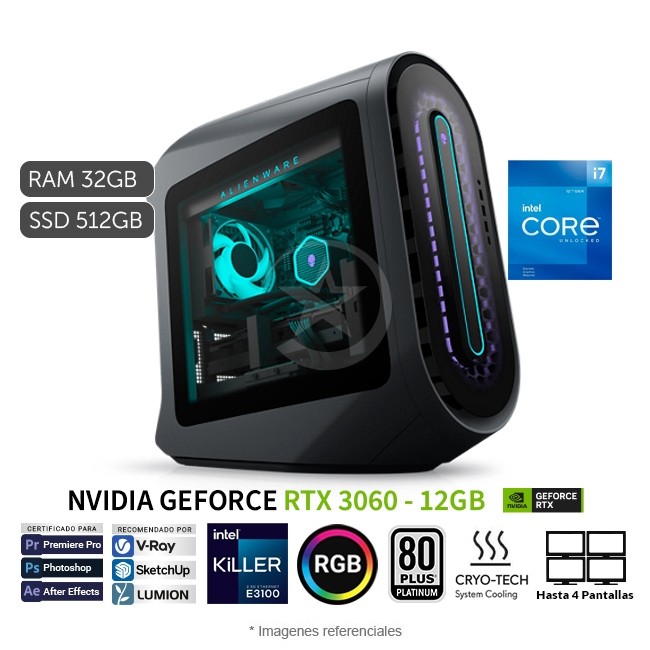 RAM 32GB
SSD 512GB
ALIENWARE
i7
12TH GEN
intel
CORE
UNLOCKED
NVIDIA GEFORCE RTX 3060 - 12GB
NVIDIA
GEFORCE
RTX
CERTIFICADO PARA
Pr Premiere Pro
Ps Photoshop
Ae After Effects
RECOMENDADO POR
V-Ray
SketchUp
LUMION
intel
KiLLER
E3100
RGB
80
PLUS
PLATINUM
CRYO-TECH
System Cooling
Hasta 4 Pantallas
* Imagenes referenciales